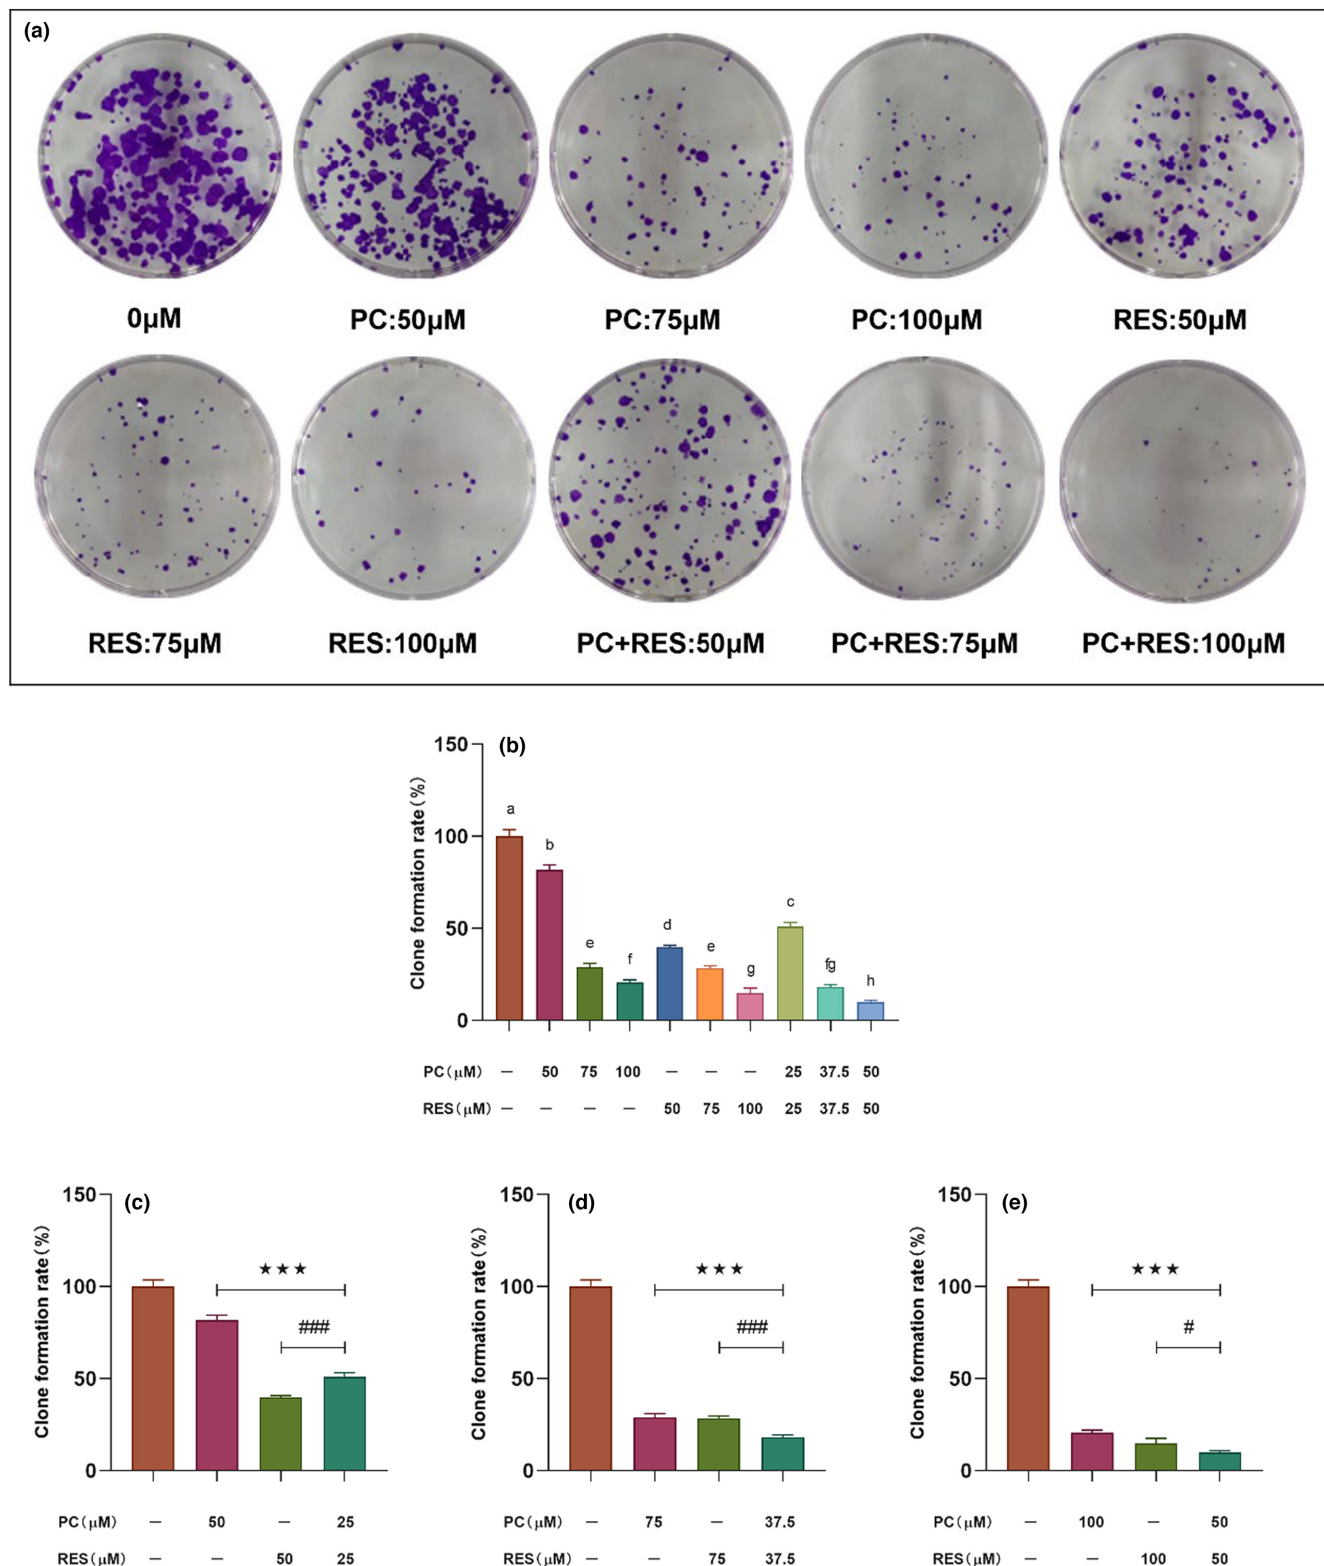 (a)
0μM PC:50μM PC:75μM PC:100μM RES:50μM
RES:75μM RES:100μM PC+RES:50μM PC+RES:75μM PC+RES:100μM
(b)
Clone formation rate(%)
150
100
50
0
a b e f d e g c fg h
PC(μM) – 50 75 100 – – – 25 37.5 50
RES(μM) – – – – 50 75 100 25 37.5 50
(c)
Clone formation rate(%)
150
100
50
0
★★★
###
PC(μM) – 50 – 25
RES(μM) – – 50 25
(d)
Clone formation rate(%)
150
100
50
0
★★★
###
PC(μM) – 75 – 37.5
RES(μM) – – 75 37.5
(e)
Clone formation rate(%)
150
100
50
0
★★★
#
PC(μM) – 100 – 50
RES(μM) – – 100 50